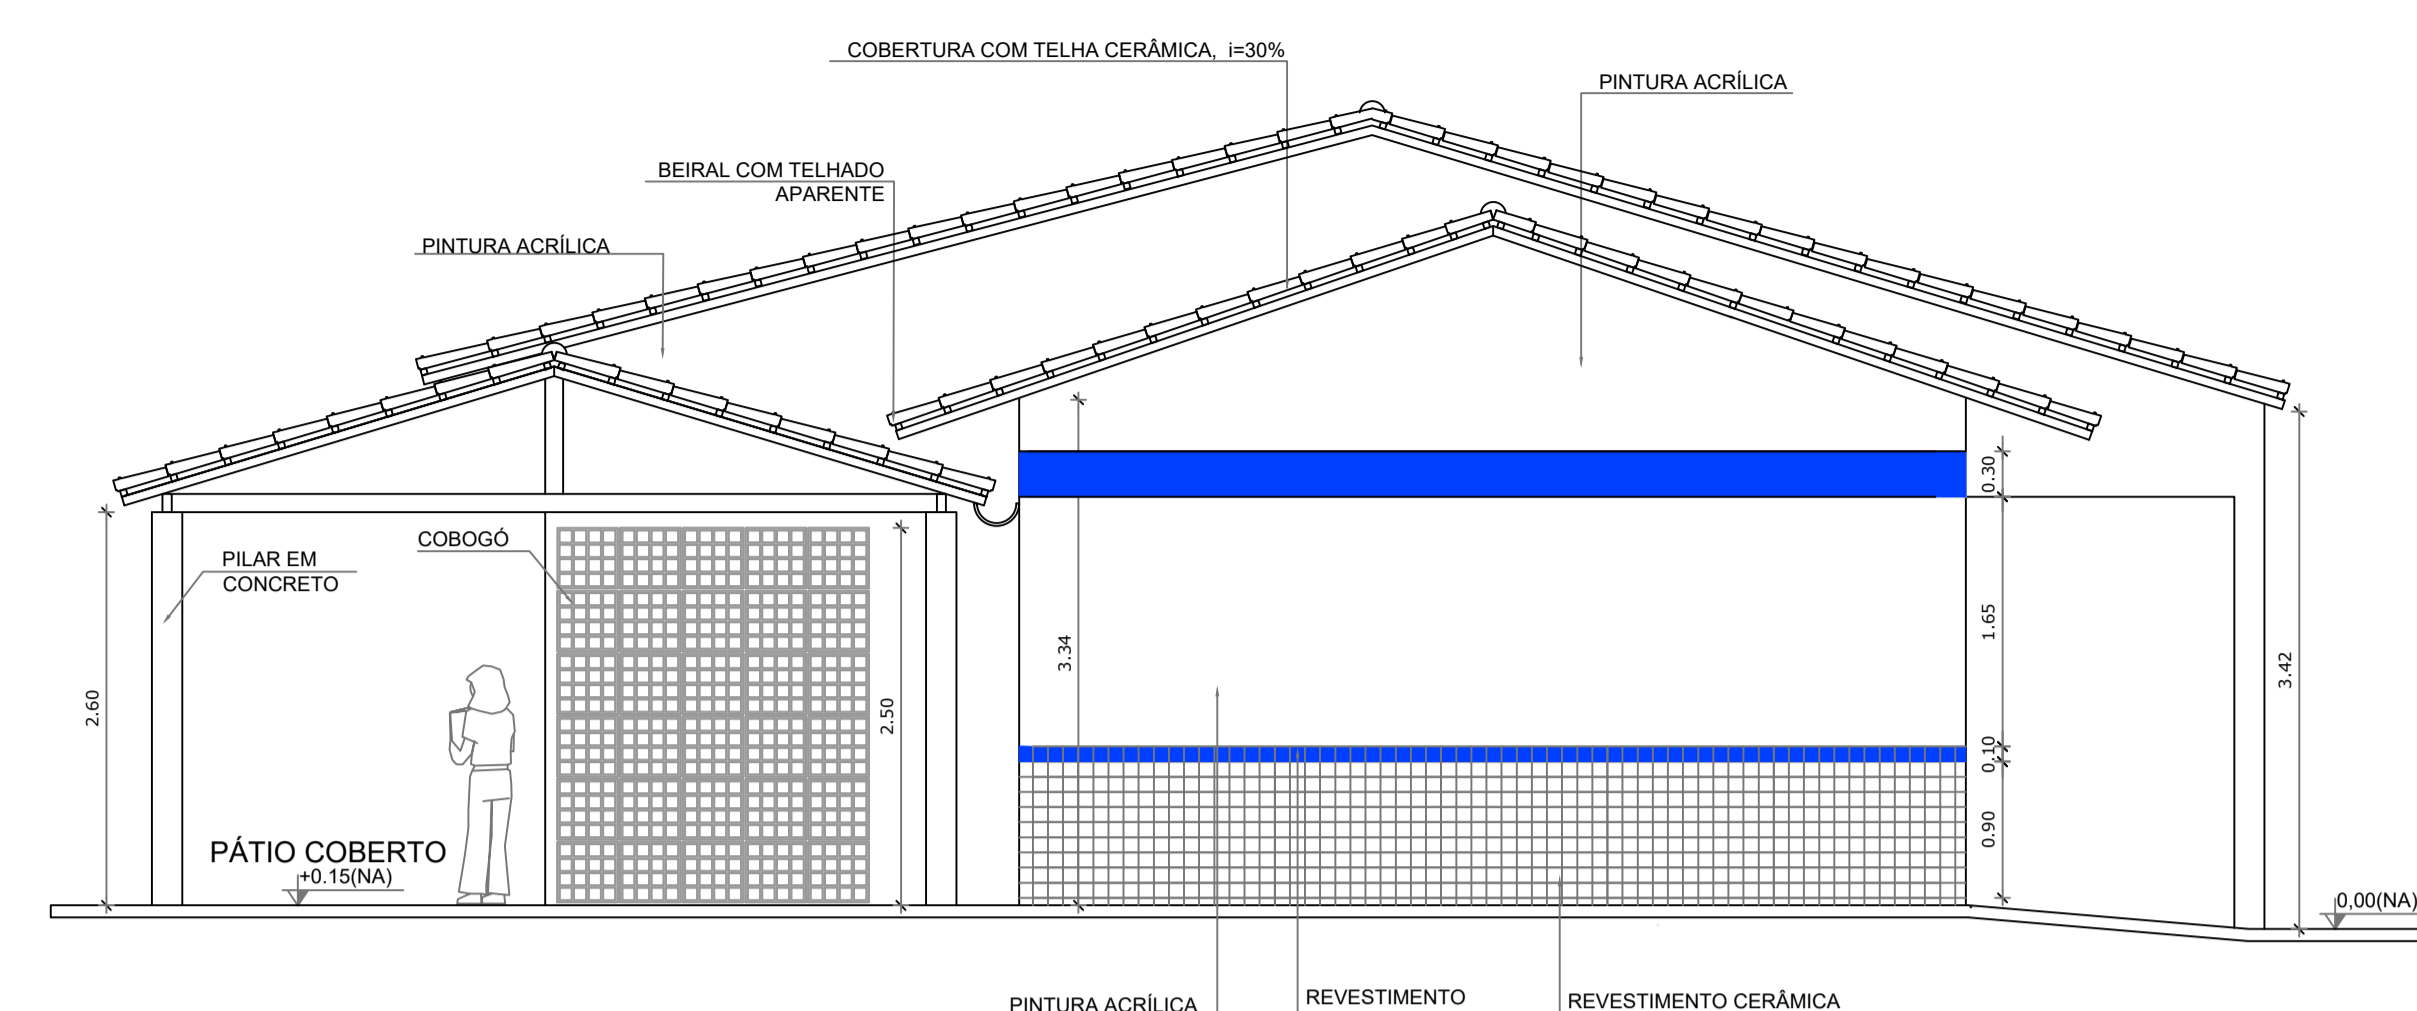 COBERTURA COM TELHA CERÂMICA, i=30%
PINTURA ACRÍLICA
BEIRAL COM TELHADO
APARENTE
PINTURA ACRÍLICA
COBOGÓ
PILAR EM
CONCRETO
2.60
2.50
3.34
0.30
1.65
0.10
0.90
3.42
PÁTIO COBERTO
+0.15(NA)
0,00(NA)
PINTURA ACRÍLICA
REVESTIMENTO
REVESTIMENTO CERÂMICA